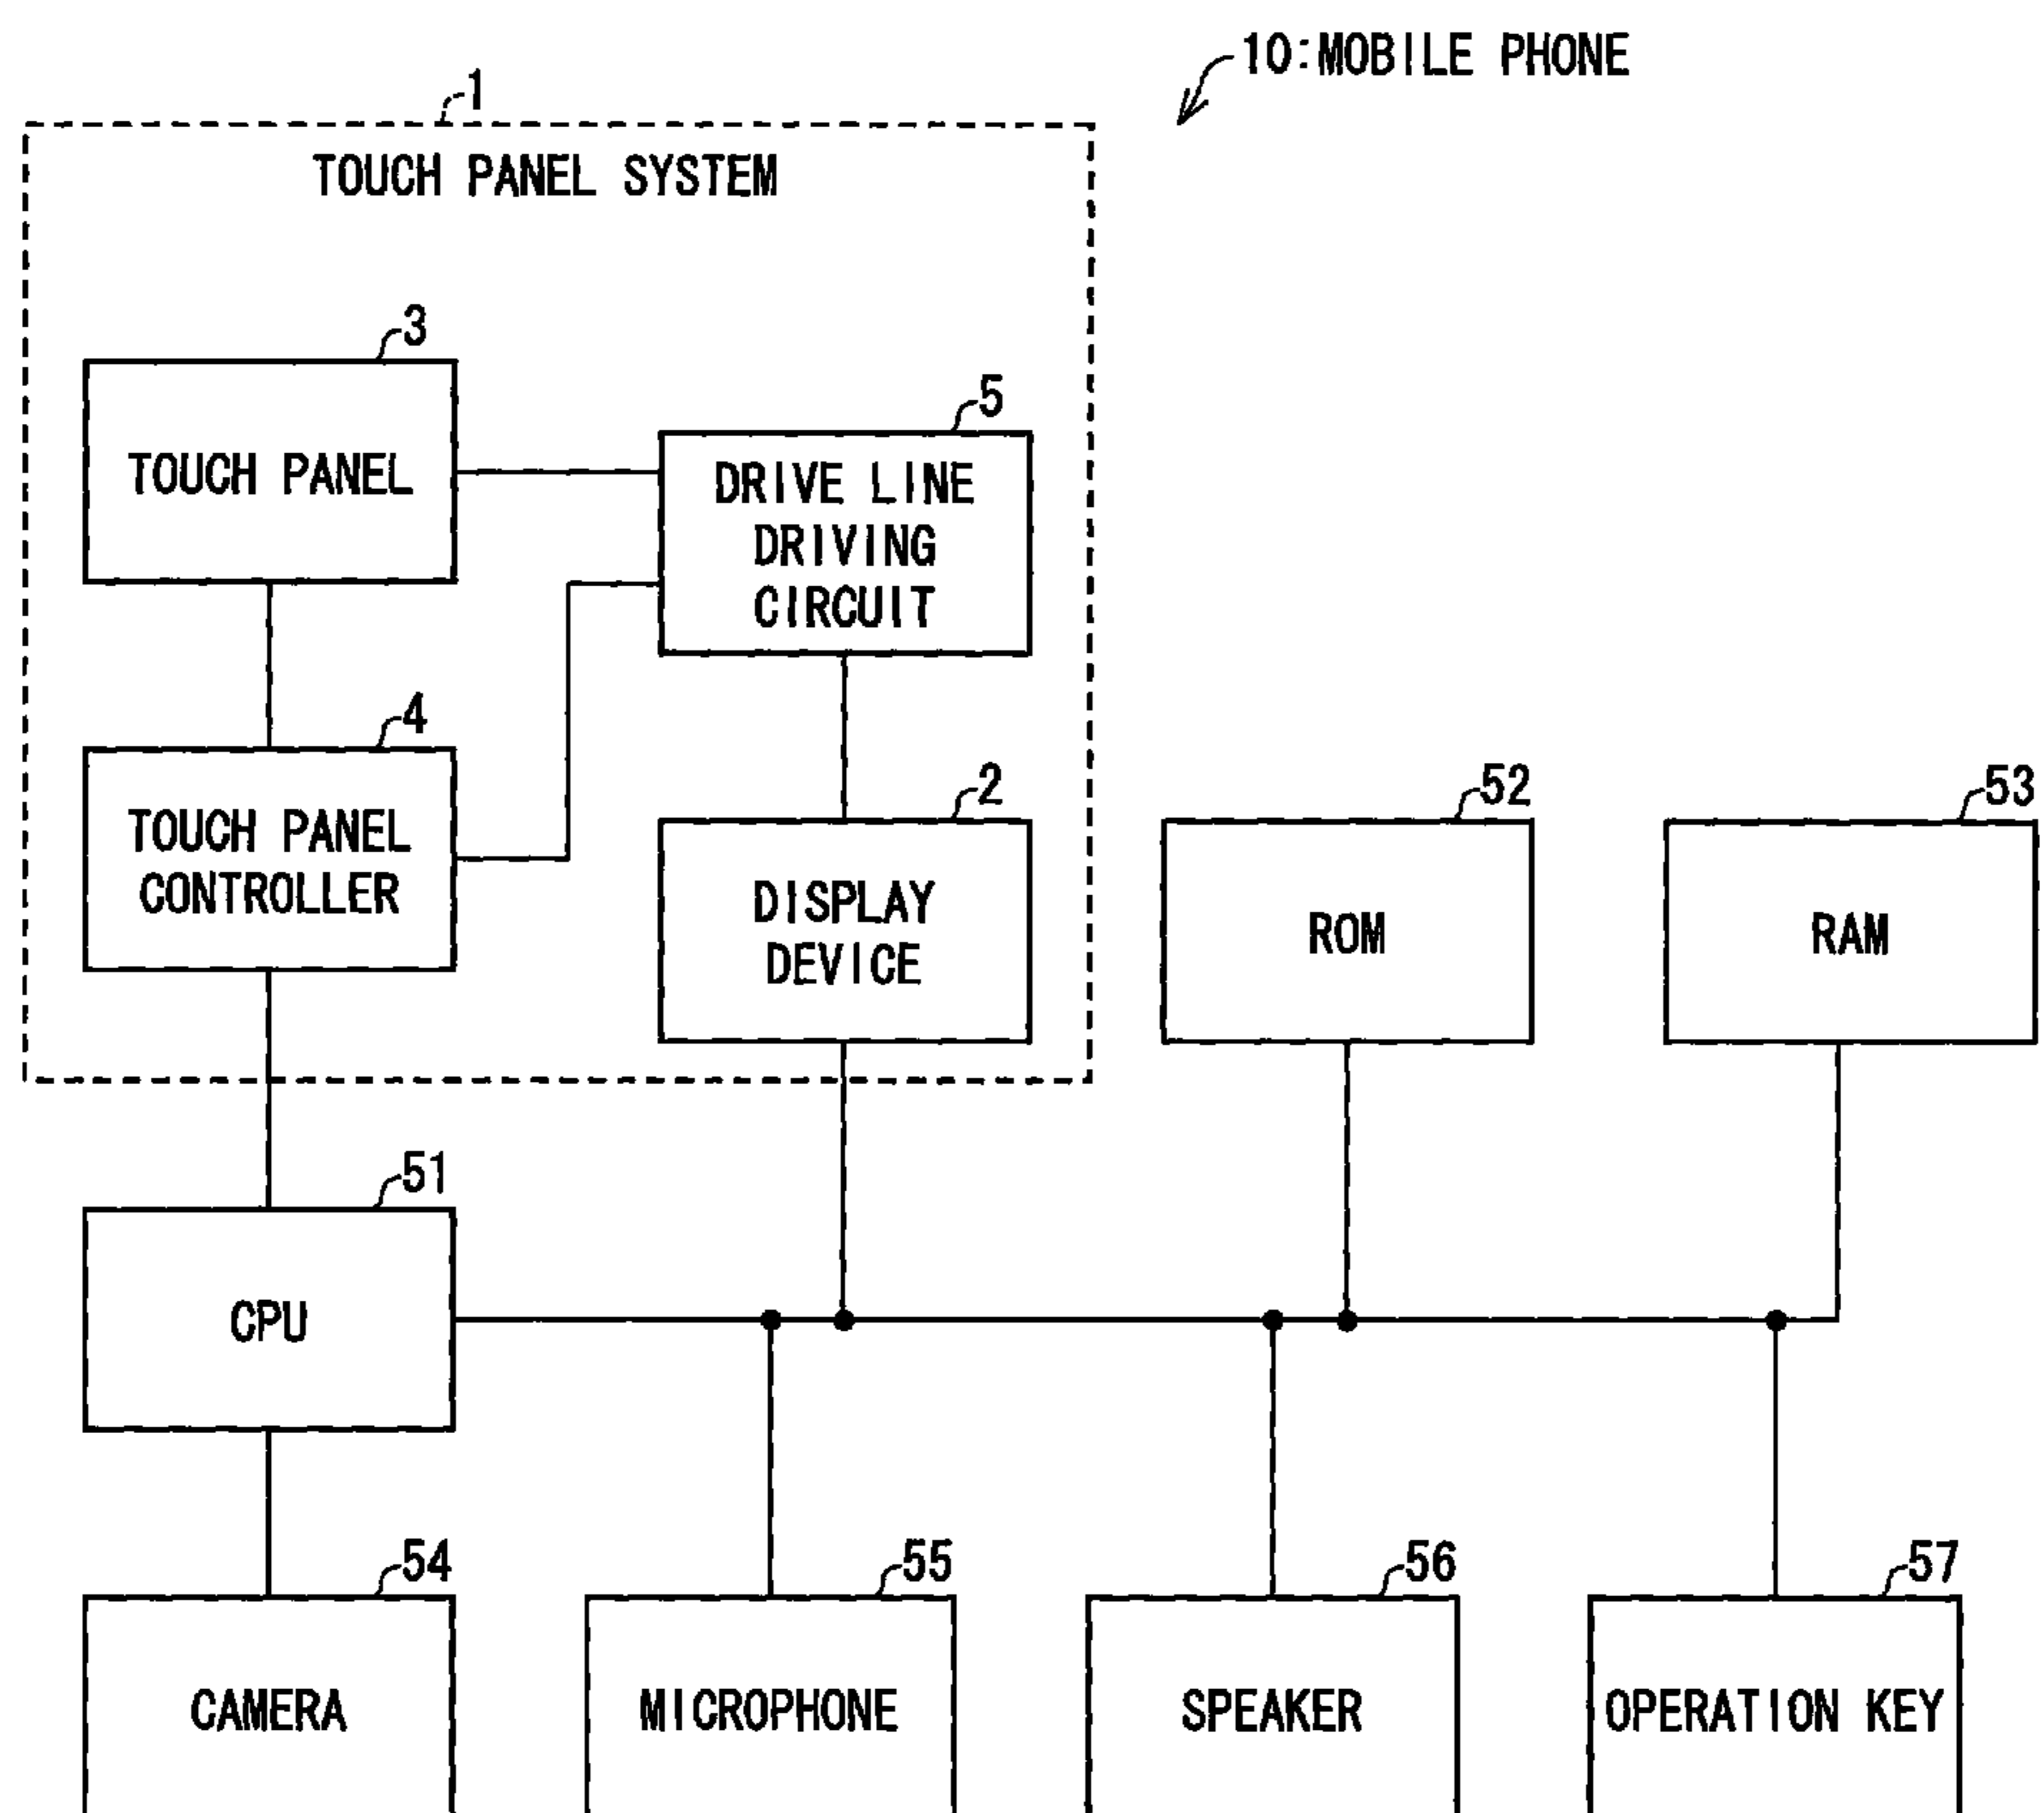 10:MOBILE PHONE
1
TOUCH PANEL SYSTEM
3
TOUCH PANEL
5
DRIVE LINE
DRIVING
CIRCUIT
4
TOUCH PANEL
CONTROLLER
2
DISPLAY
DEVICE
52
ROM
53
RAM
51
CPU
54
CAMERA
55
MICROPHONE
56
SPEAKER
57
OPERATION KEY